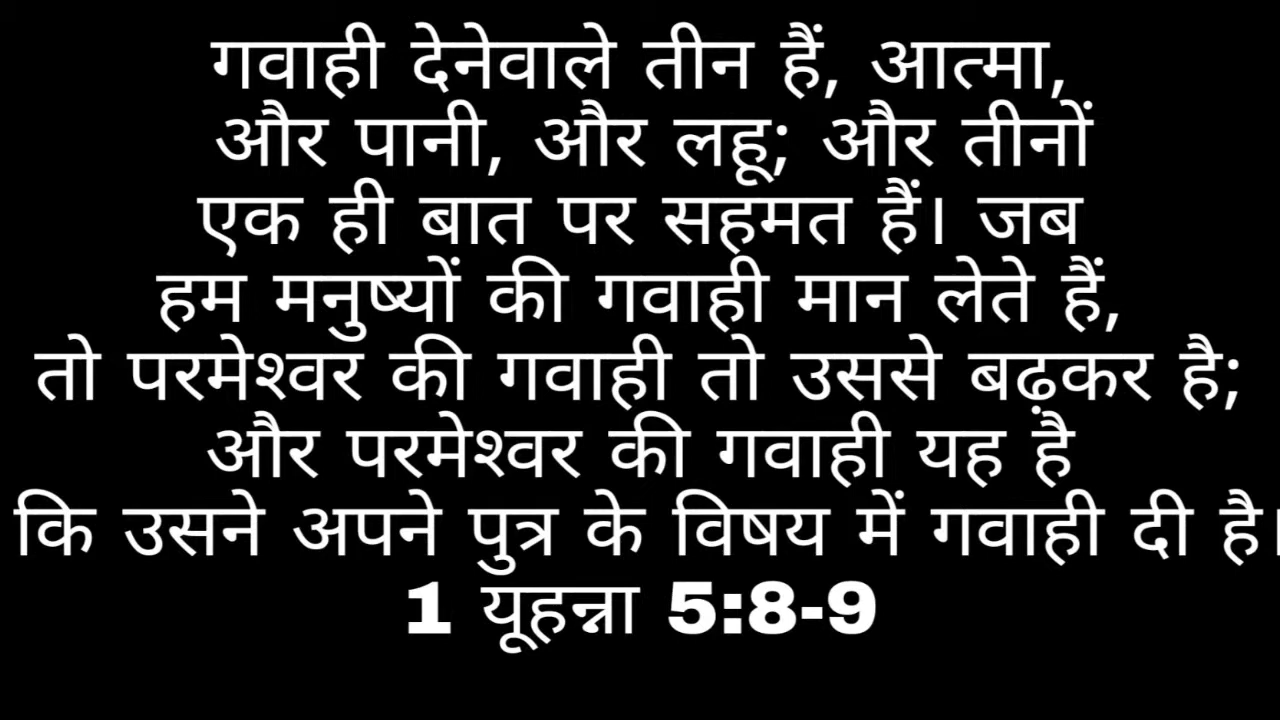 गवाही देनेवाले तीन हैं, आत्मा,
और पानी, और लहू; और तीनों
एक ही बात पर सहमत हैं। जब
हम मनुष्यों की गवाही मान लेते हैं,
तो परमेश्वर की गवाही तो उससे बढ़कर है;
और परमेश्वर की गवाही यह है
कि उसने अपने पुत्र के विषय में गवाही दी है।
1 यूहन्ना 5:8-9